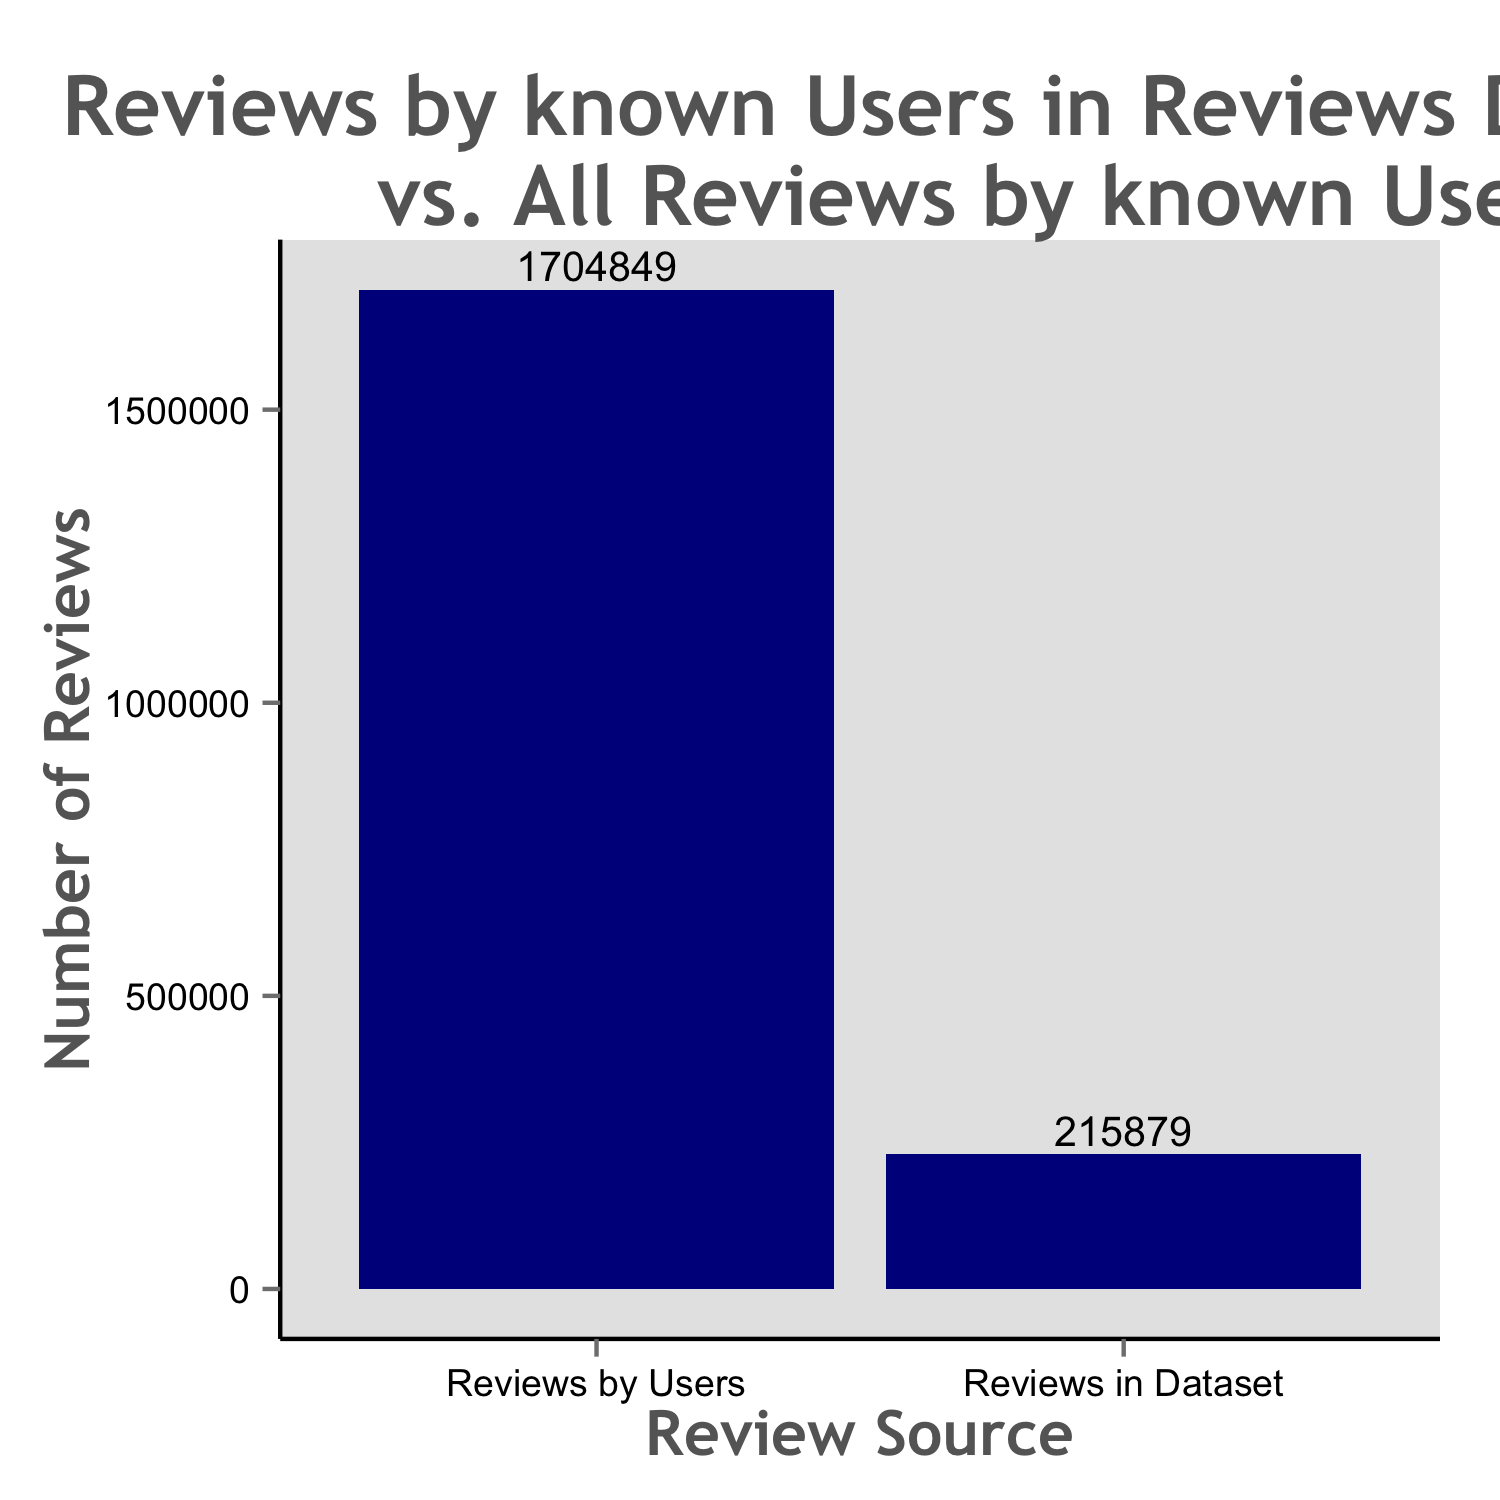 Reviews by known Users in Reviews
vs. All Reviews by known
1704849
1500000
1000000
500000
0
215879
Number of Reviews
Reviews by Users
Reviews in Dataset
Review Source